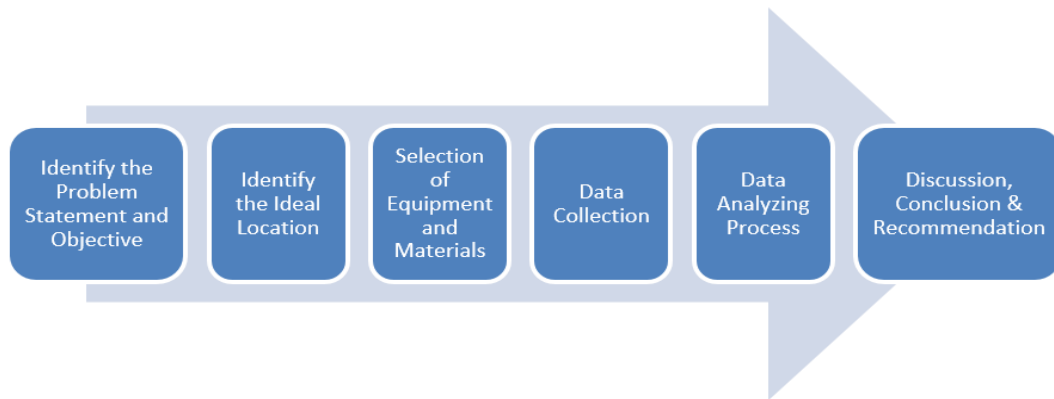 Identify the
Problem
Statement and
Objective
Identify
the Ideal
Location
Selection
of
Equipment
and
Materials
Data
Collection
Data
Analyzing
Process
Discussion,
Conclusion &
Recommendation